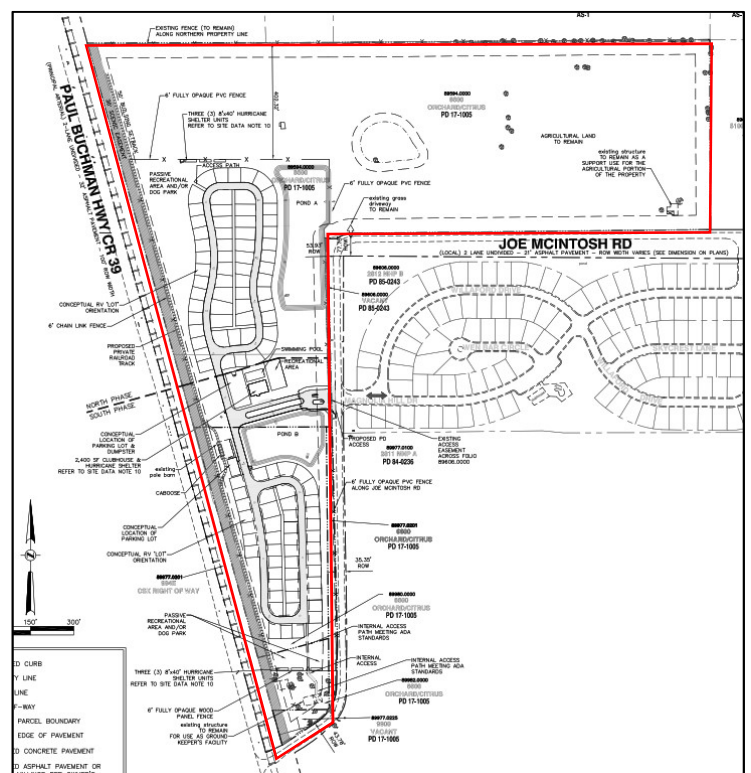 AS-1
EXISTING FENCE (TO REMAIN)
ALONG NORTHERN PROPERTY LINE
6' FULLY OPAQUE PVC FENCE
THREE (3) 8'x40' HURRICANE
SHELTER UNITS
REFER TO SITE DATA NOTE 10
PAUL BUCHMAN HWY/CR 39
ACCESS PATH
PASSIVE
RECREATIONAL
AREA AND/OR
DOG PARK
ORCHARD/CITRUS
PD 17-1005
AGRICULTURAL LAND
TO REMAIN
existing structure
TO REMAIN AS A
SUPPORT USE FOR THE
AGRICULTURAL PORTION
OF THE PROPERTY
PD 17-1005
POND A
6' FULLY OPAQUE PVC FENCE
existing grass
driveway
TO REMAIN
JOE MCINTOSH RD
(LOCAL) 2 LANE UNDIVIDED - 21' ASPHALT PAVEMENT - ROW WIDTH VARIES (SEE DIMENSION ON PLANS)
ROW
PD 85-0243
VACANT
PD 85-0243
CONCEPTUAL RV "LOT"
ORIENTATION
6' CHAIN LINK FENCE
PROPOSED
PRIVATE
RAILROAD
TRACK
SWIMMING POOL
RECREATIONAL
AREA
NORTH PHASE
SOUTH PHASE
CONCEPTUAL
LOCATION OF
PARKING LOT &
DUMPSTER
2,400 SF CLUBHOUSE &
HURRICANE SHELTER
REFER TO SITE DATA NOTE 10
existing
pole barn
CABOOSE
POND B
PROPOSED PD
ACCESS
EXISTING
ACCESS
EASEMENT
ACROSS FOLIO
PD 84-0236
6' FULLY OPAQUE PVC FENCE
ALONG JOE MCINTOSH RD
CONCEPTUAL
LOCATION OF
PARKING LOT
CONCEPTUAL RV "LOT"
ORIENTATION
ORCHARD/CITRUS
PD 17-1005
35.35'
ROW
CSX RIGHT OF WAY
ORCHARD/CITRUS
PD 17-1005
PASSIVE
RECREATIONAL
AREA AND/OR
DOG PARK
INTERNAL ACCESS
PATH MEETING ADA
STANDARDS
INTERNAL
ACCESS
INTERNAL ACCESS
PATH MEETING ADA
STANDARDS
THREE (3) 8'x40' HURRICANE
SHELTER UNITS
REFER TO SITE DATA NOTE 10
ORCHARD/CITRUS
PD 17-1005
6' FULLY OPAQUE WOOD
PANEL FENCE
existing structure
TO REMAIN
FOR USE AS GROUND
KEEPER'S FACILITY
VACANT
PD 17-1005
43.78'
ROW
150' 300'
ED CURB
Y LINE
LINE
F-WAY
PARCEL BOUNDARY
EDGE OF PAVEMENT
ED CONCRETE PAVEMENT
ED ASPHALT PAVEMENT OR